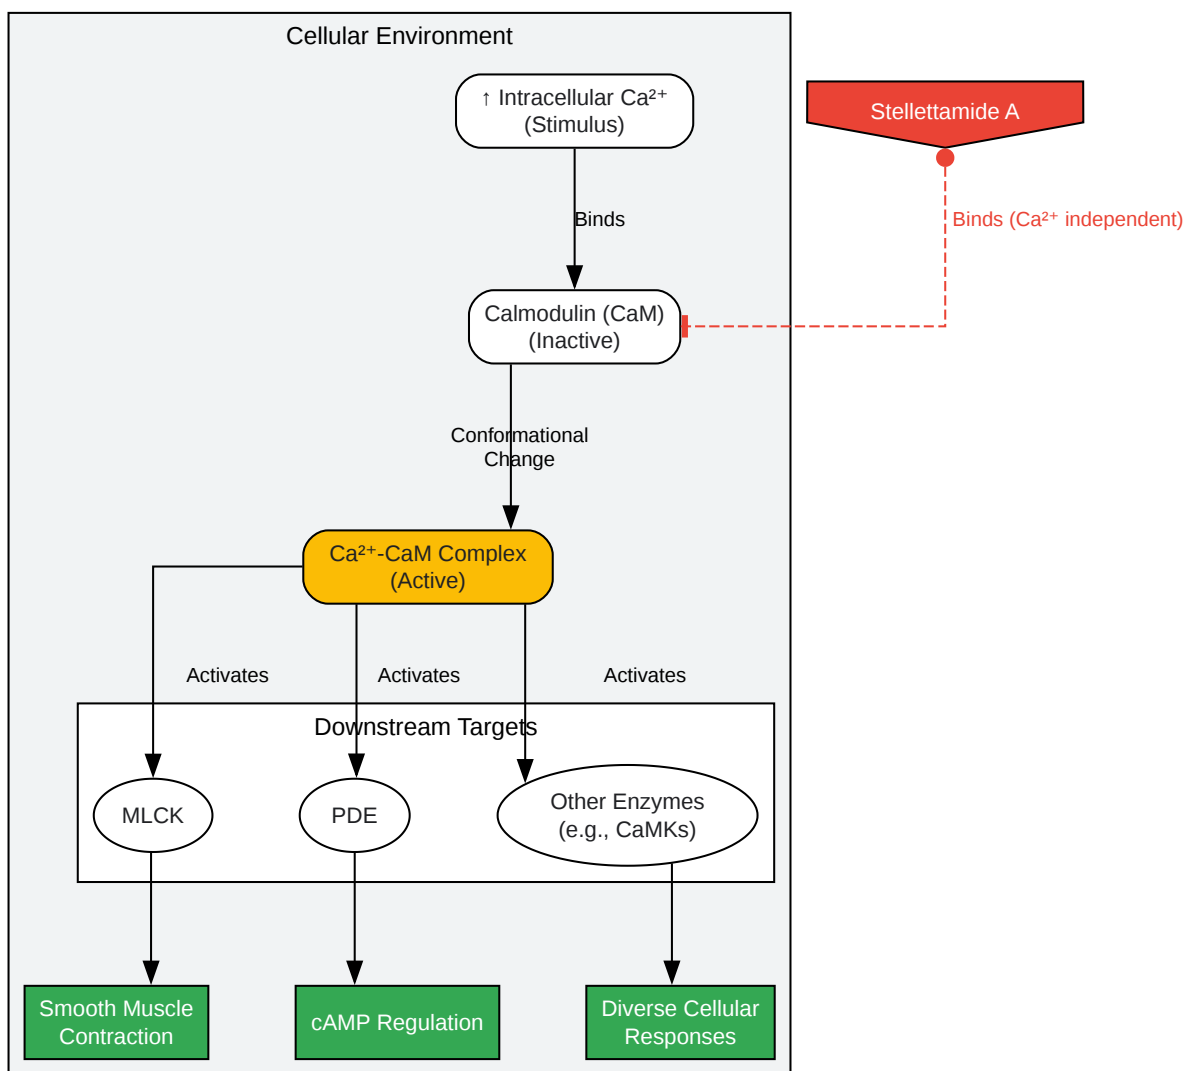 Cellular Environment
↑ Intracellular Ca²⁺
(Stimulus)
Stellettamide A
Binds
Binds (Ca²⁺ independent)
Calmodulin (CaM)
(Inactive)
Conformational
Change
Ca²⁺-CaM Complex
(Active)
Activates
Activates
Activates
Downstream Targets
MLCK
PDE
Other Enzymes
(e.g., CaMKs)
Smooth Muscle
Contraction
cAMP Regulation
Diverse Cellular
Responses